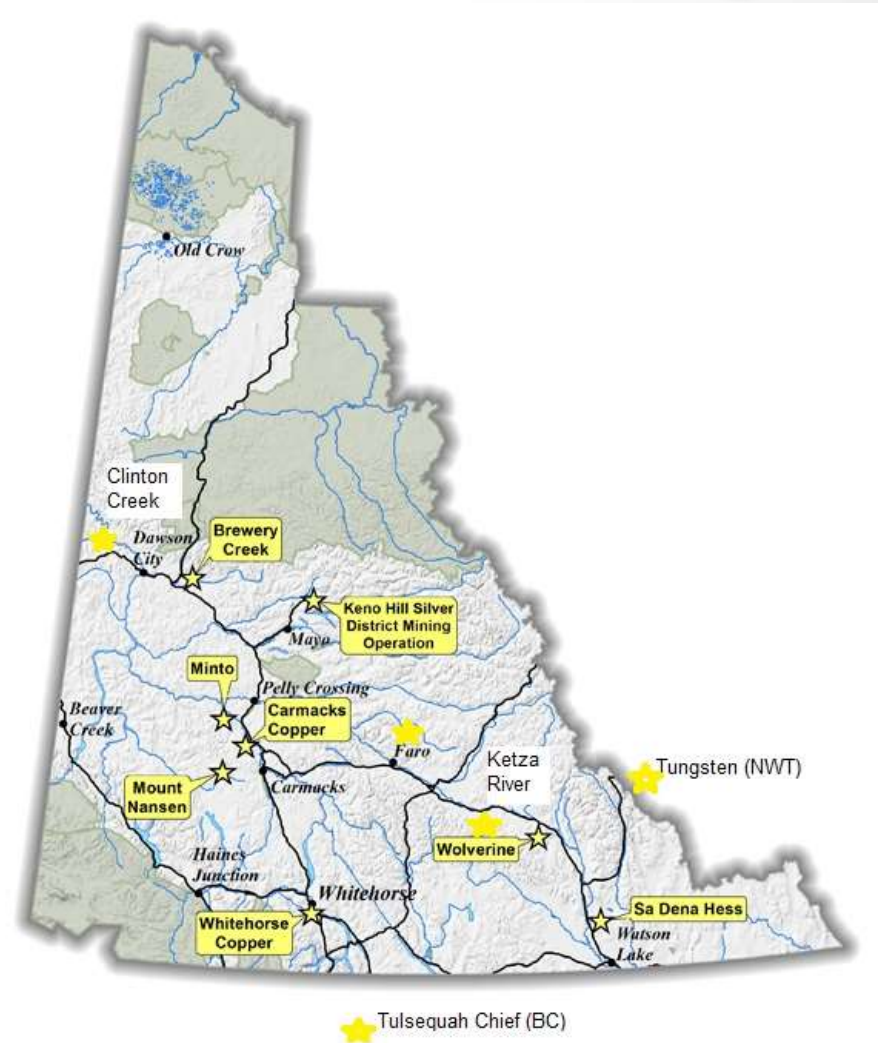 Old Crow
Clinton
Creek
Dawson
City
Brewery
Creek
Keno Hill Silver
District Mining
Operation
Mayo
Minto
Pelly Crossing
Beaver
Creek
Carmacks
Copper
Faro
Ketza
River
Tungsten (NWT)
Mount
Nansen
Carmacks
Wolverine
Haines
Junction
Whitehorse
Whitehorse
Copper
Sa Dena Hess
Watson
Lake
Tulsequah Chief (BC)